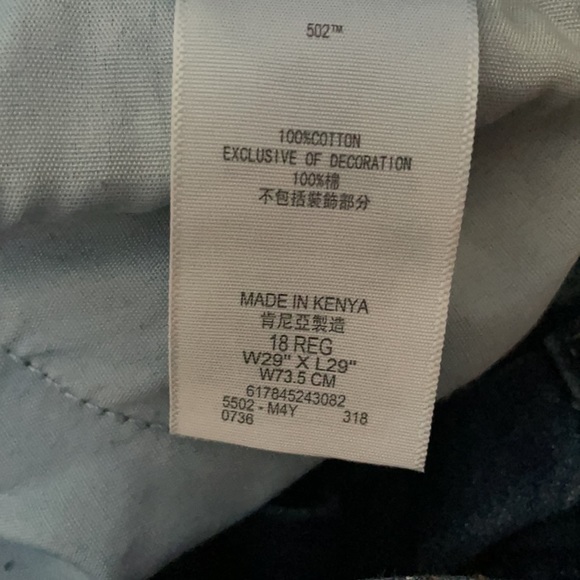 502™
100%COTTON
EXCLUSIVE OF DECORATION
100%棉
不包括裝飾部分
MADE IN KENYA
肯尼亞製造
18 REG
W29" X L29"
W73.5 CM
617845243082
5502 - M4Y 318
0736